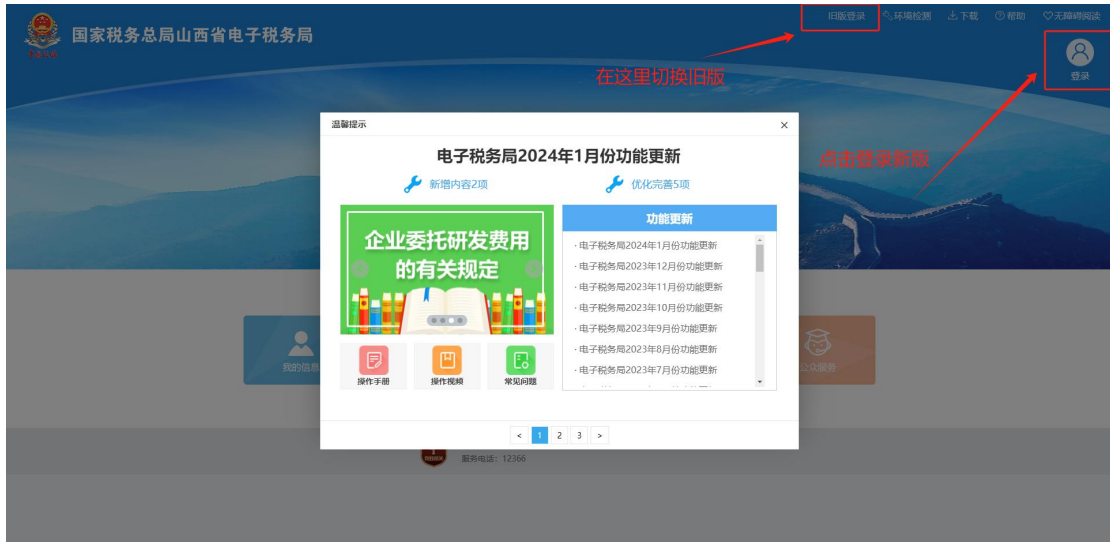 旧版登录 环境检测 下载 帮助 无障碍阅读
国家税务总局山西省电子税务局
登录
在这里切换旧版
温馨提示
电子税务局2024年1月份功能更新
新增内容2项 优化完善5项
点击登录新版
企业委托研发费用
的有关规定
功能更新
·电子税务局2024年1月份功能更新
·电子税务局2023年12月份功能更新
·电子税务局2023年11月份功能更新
·电子税务局2023年10月份功能更新
·电子税务局2023年9月份功能更新
·电子税务局2023年8月份功能更新
·电子税务局2023年7月份功能更新
操作手册 操作视频 常见问题
我的信息
公众服务
< 1 2 3 >
服务电话：12366